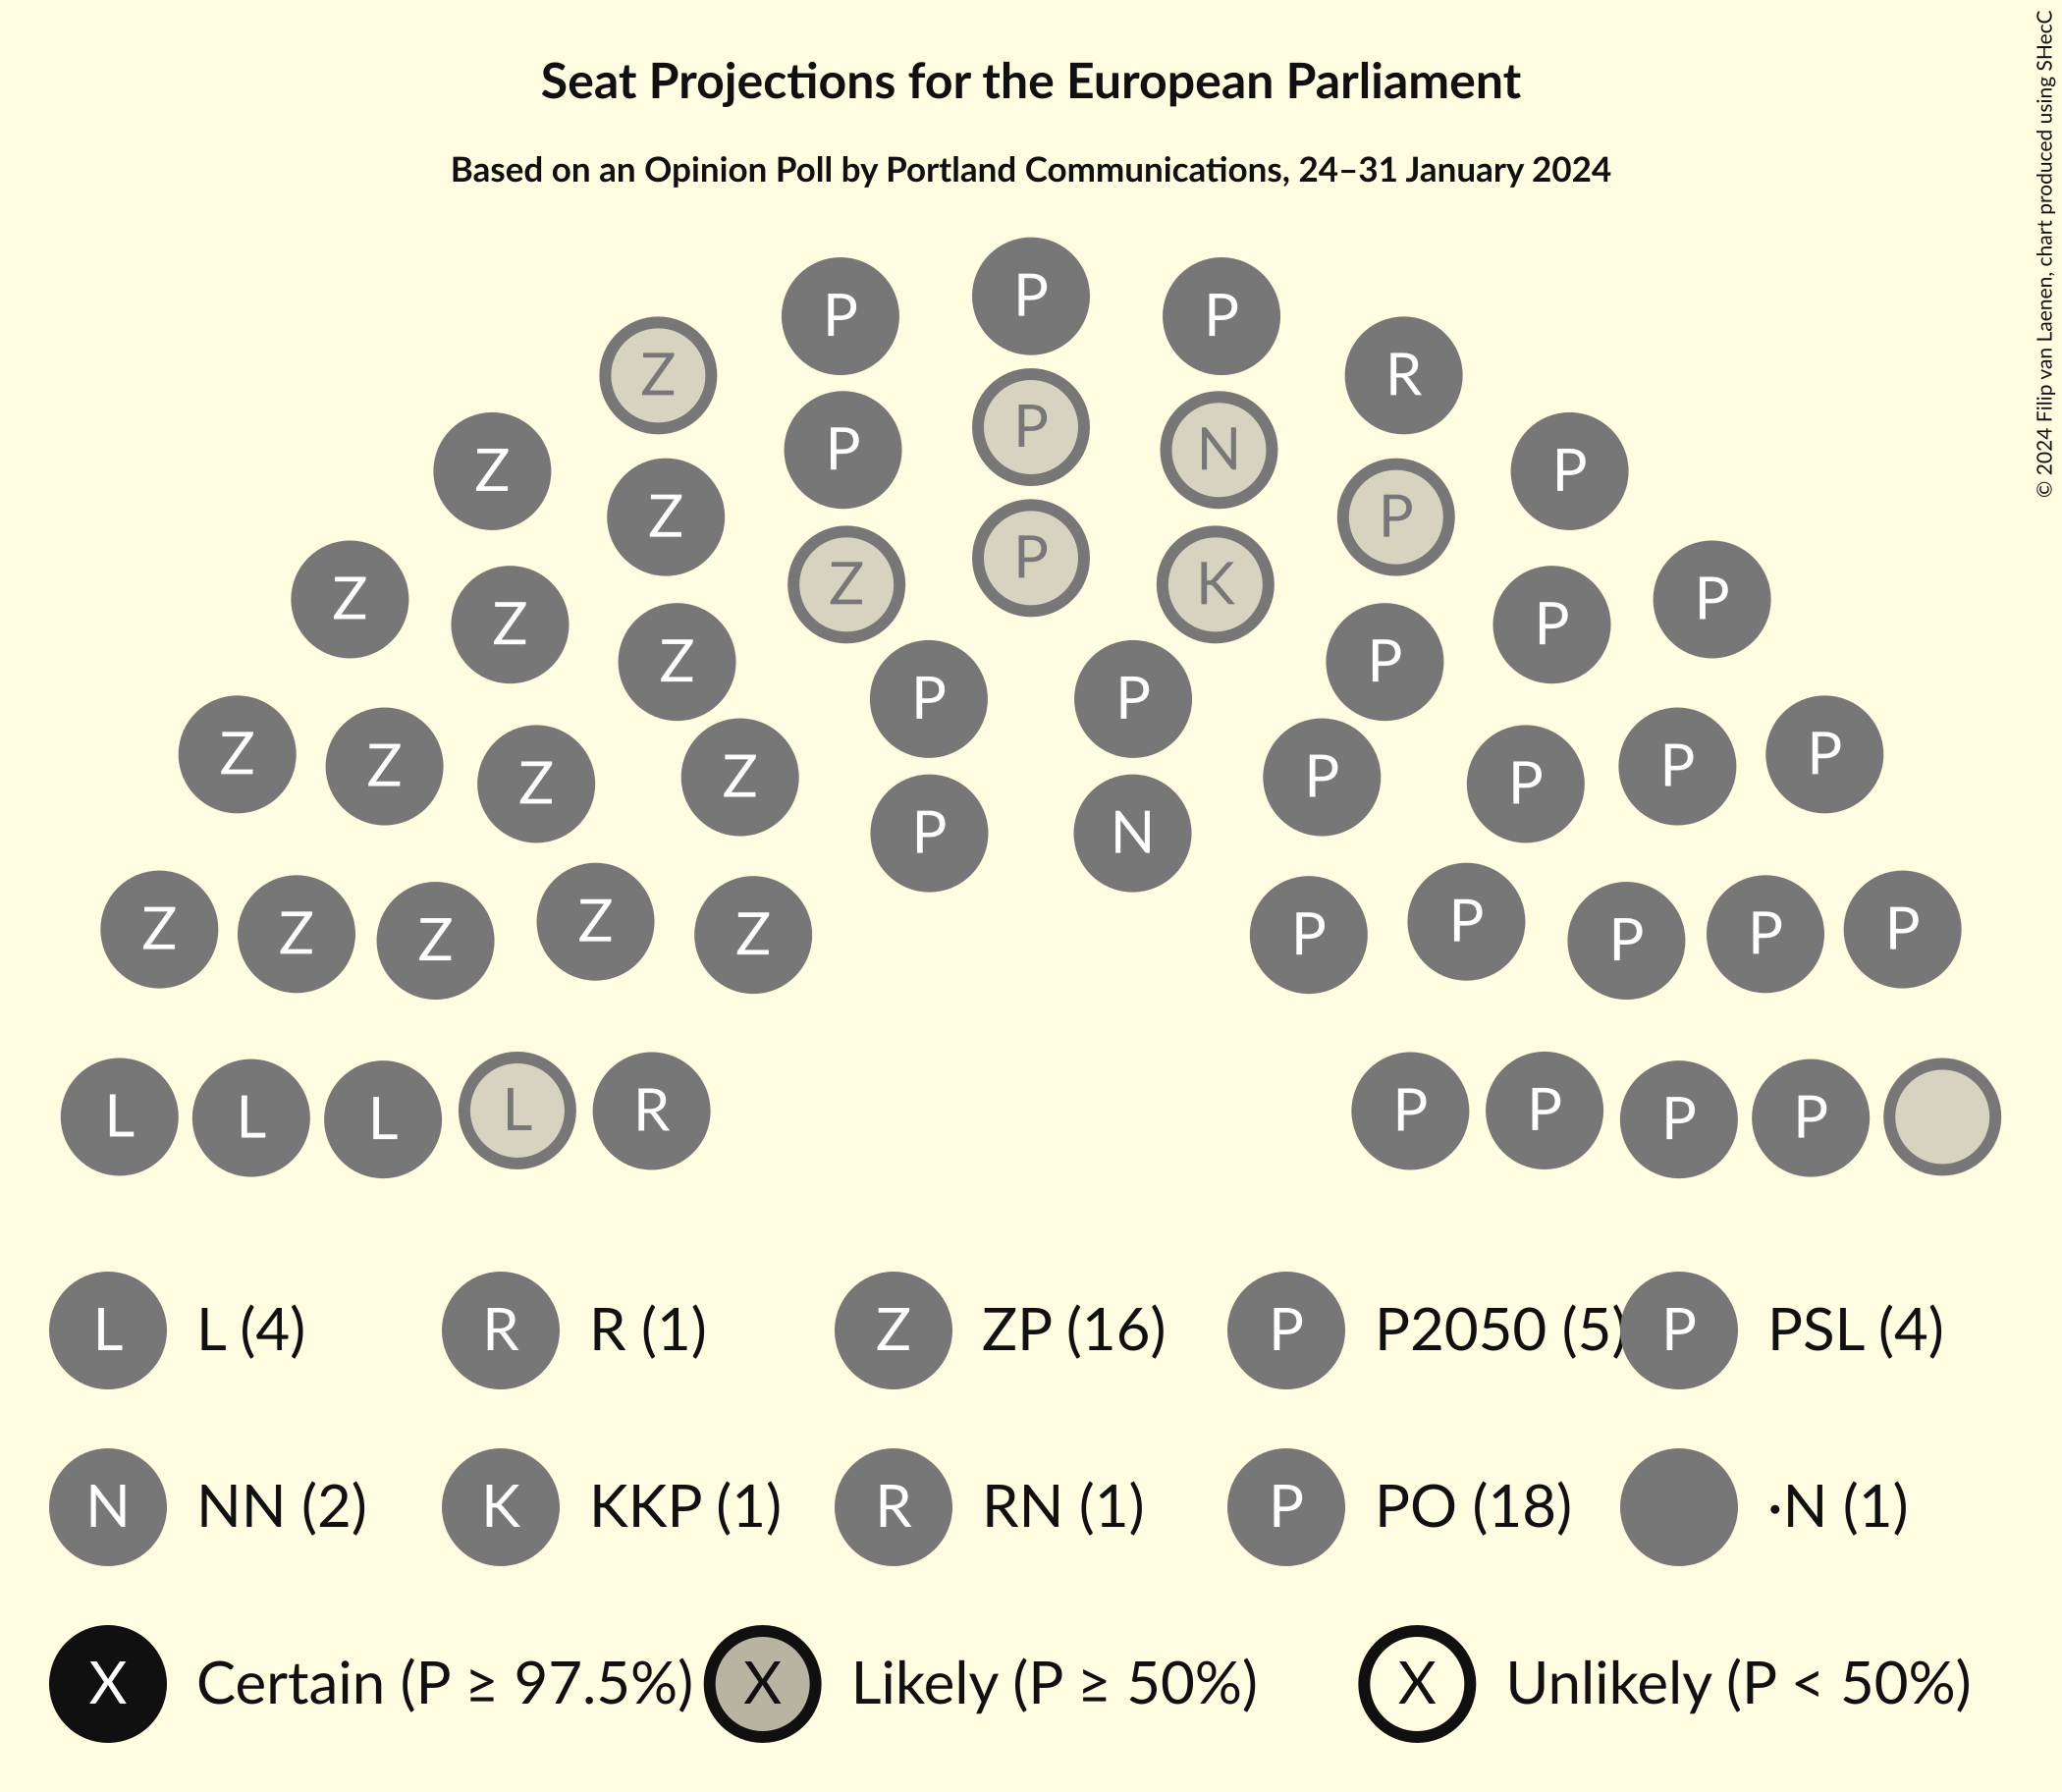 Seat Projections for the European Parliament
Based on an Opinion Poll by Portland Communications, 24–31 January 2024
© 2024 Filip van Laenen, chart produced using SHecC
P
P P
Z R
P
P N
Z P
Z P
P
Z K
Z P
Z P
Z P
P P
Z P
Z P
Z P
Z P
P N
Z P
Z P
Z P
Z P
Z P
L L L L R P P P P
L L (4) R R (1) Z ZP (16) P P2050 (5) P PSL (4)
N NN (2) K KKP (1) R RN (1) P PO (18) ·N (1)
X Certain (P ≥ 97.5%) X Likely (P ≥ 50%) X Unlikely (P < 50%)